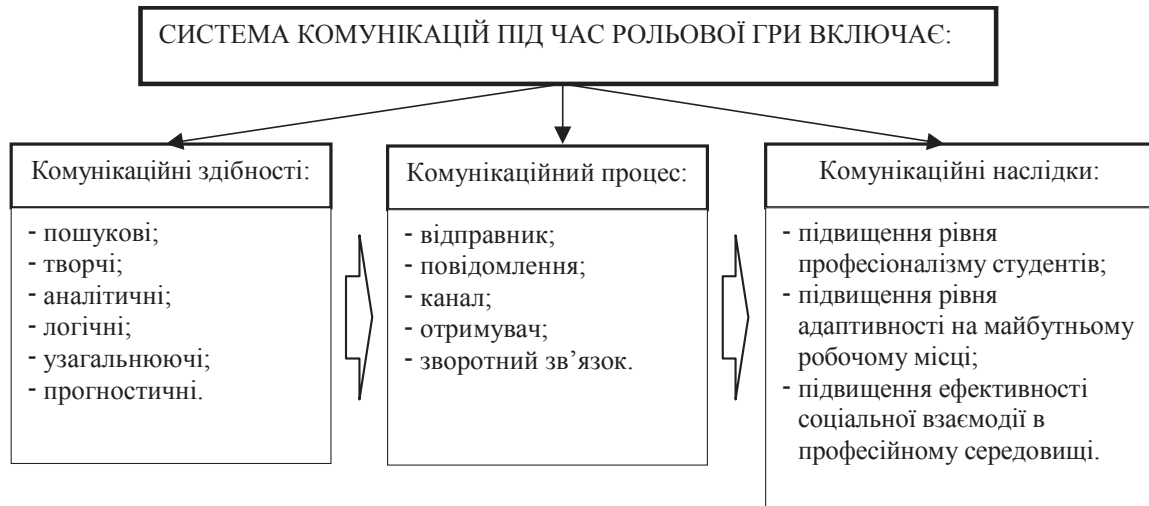 СИСТЕМА КОМУНІКАЦІЙ ПІД ЧАС РОЛЬОВОЇ ГРИ ВКЛЮЧАЄ:
Комунікаційні здібності:
- пошукові;
- творчі;
- аналітичні;
- логічні;
- узагальнюючі;
- прогностичні.
Комунікаційний процес:
- відправник;
- повідомлення;
- канал;
- отримувач;
- зворотний зв’язок.
Комунікаційні наслідки:
- підвищення рівня
професіоналізму студентів;
- підвищення рівня
адаптивності на майбутньому
робочому місці;
- підвищення ефективності
соціальної взаємодії в
професійному середовищі.